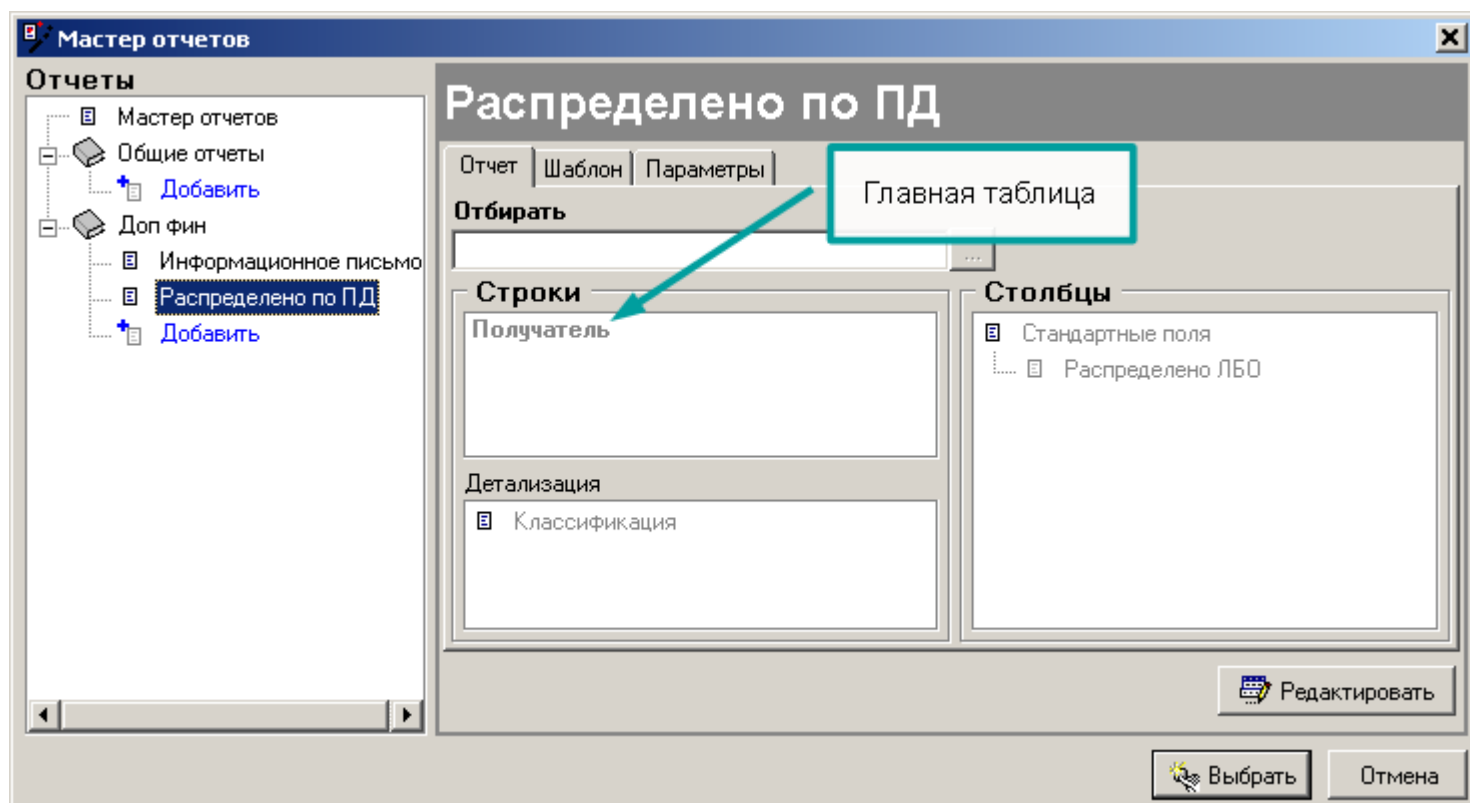 Мастер отчетов
Отчеты
Мастер отчетов
Общие отчеты
Добавить
Доп фин
Информационное письмо
Распределено по ПД
Добавить
Распределено по ПД
Отчет Шаблон Параметры
Главная таблица
Отбирать
...
Строки
Получатель
Детализация
Классификация
Столбцы
Стандартные поля
Распределено ЛБО
Редактировать
Выбрать Отмена